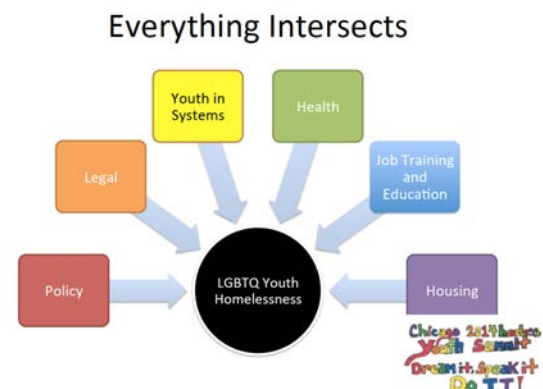 Everything Intersects
Youth in
Systems
Health
Legal
Job Training
and
Education
Policy
LGBTQ Youth
Homelessness
Housing
Chicago 2014
Youth Summit
Dream it, Speak it
Do IT!